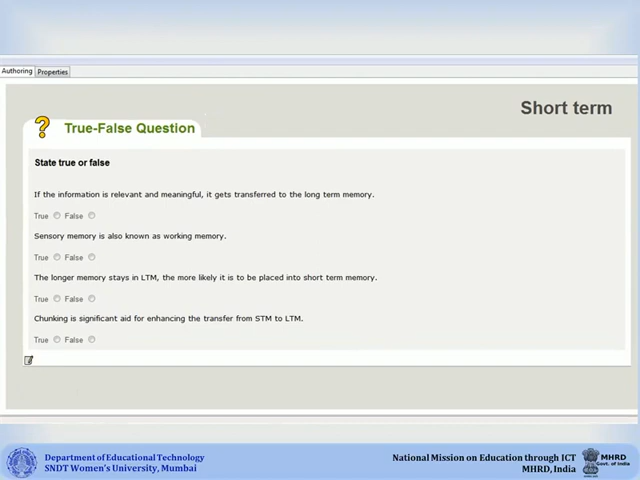 Authoring Properties
Short term
True-False Question
State true or false
If the information is relevant and meaningful, it gets transferred to the long term memory.
True False
Sensory memory is also known as working memory.
True False
The longer memory stays in LTM, the more likely it is to be placed into short term memory.
True False
Chunking is significant aid for enhancing the transfer from STM to LTM.
True False
Department of Educational Technology
SNDT Women's University, Mumbai
National Mission on Education through ICT
MHRD, India
MHRD
Govt. of India